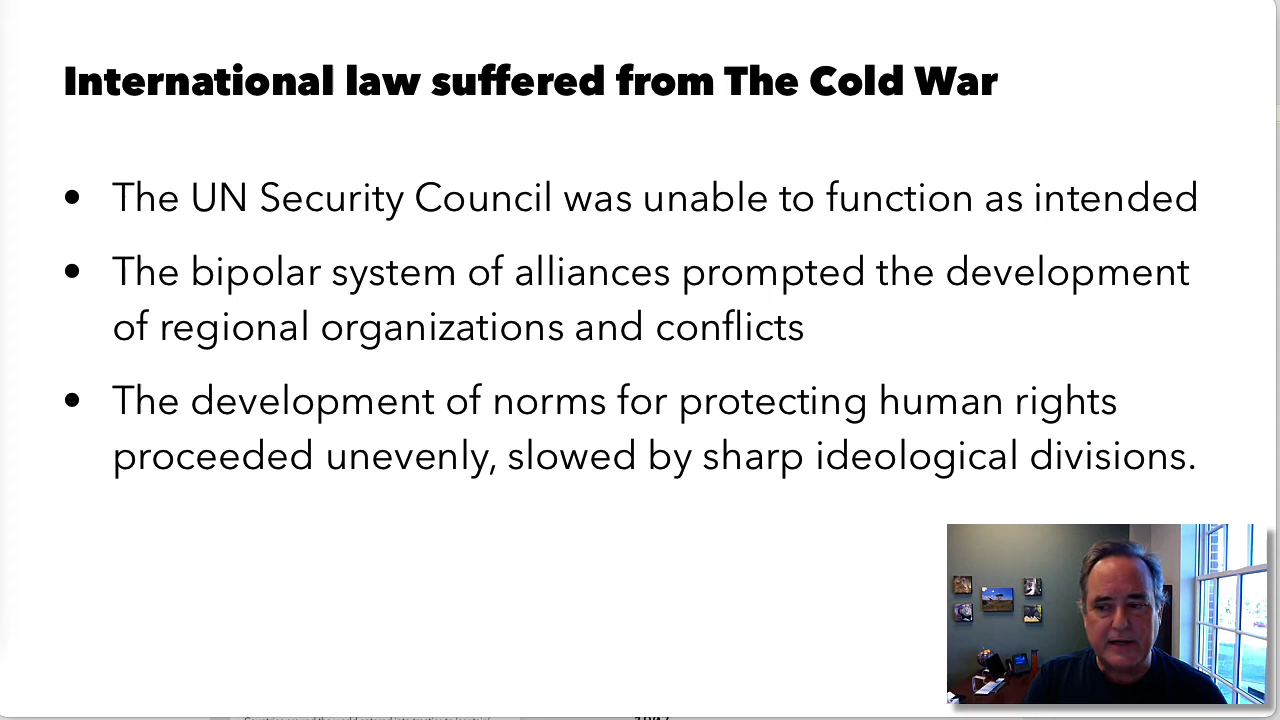 International law suffered from The Cold War
• The UN Security Council was unable to function as intended
• The bipolar system of alliances prompted the development
of regional organizations and conflicts
• The development of norms for protecting human rights
proceeded unevenly, slowed by sharp ideological divisions.